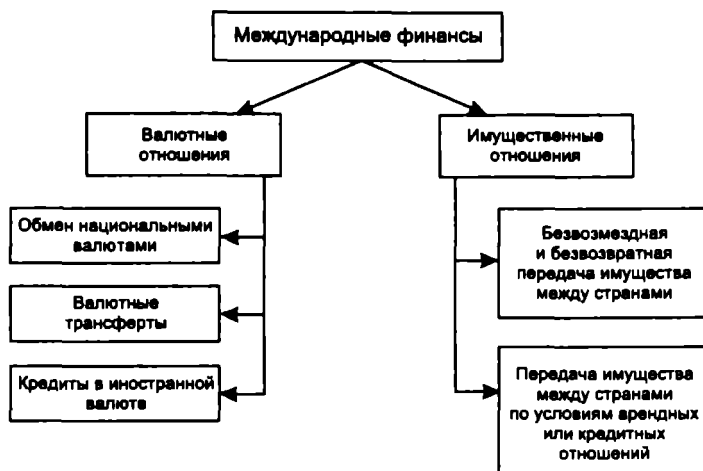 Международные финансы
Валютные
отношения
Имущественные
отношения
Обмен национальными
валютами
Валютные
трансферты
Кредиты в иностранной
валюте
Безвозмездная
и безвозвратная
передача имущества
между странами
Передача имущества
между странами
по условиям арендных
или кредитных
отношений